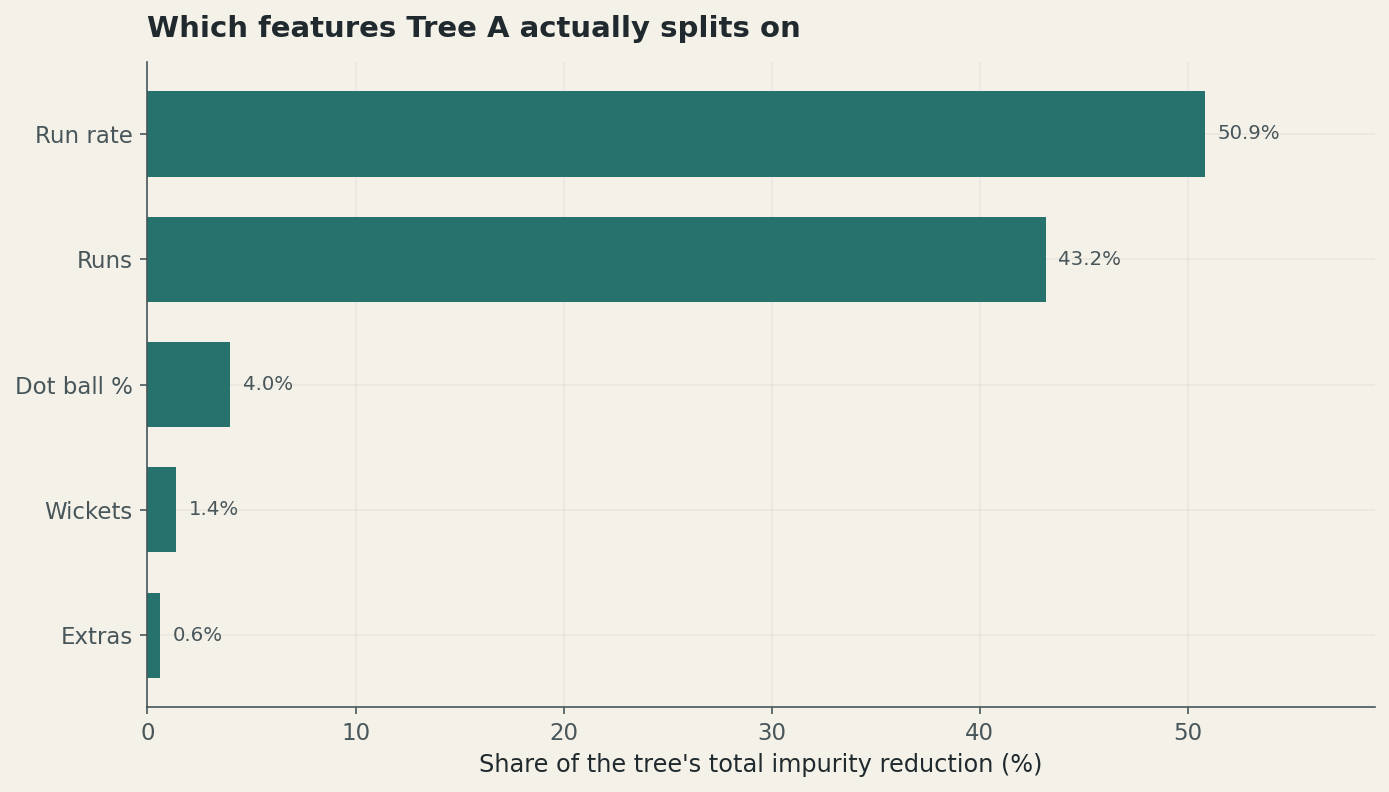 Which features Tree A actually splits on
Run rate
50.9%
Runs
43.2%
Dot ball %
4.0%
Wickets
1.4%
Extras
0.6%
0 10 20 30 40 50
Share of the tree's total impurity reduction (%)